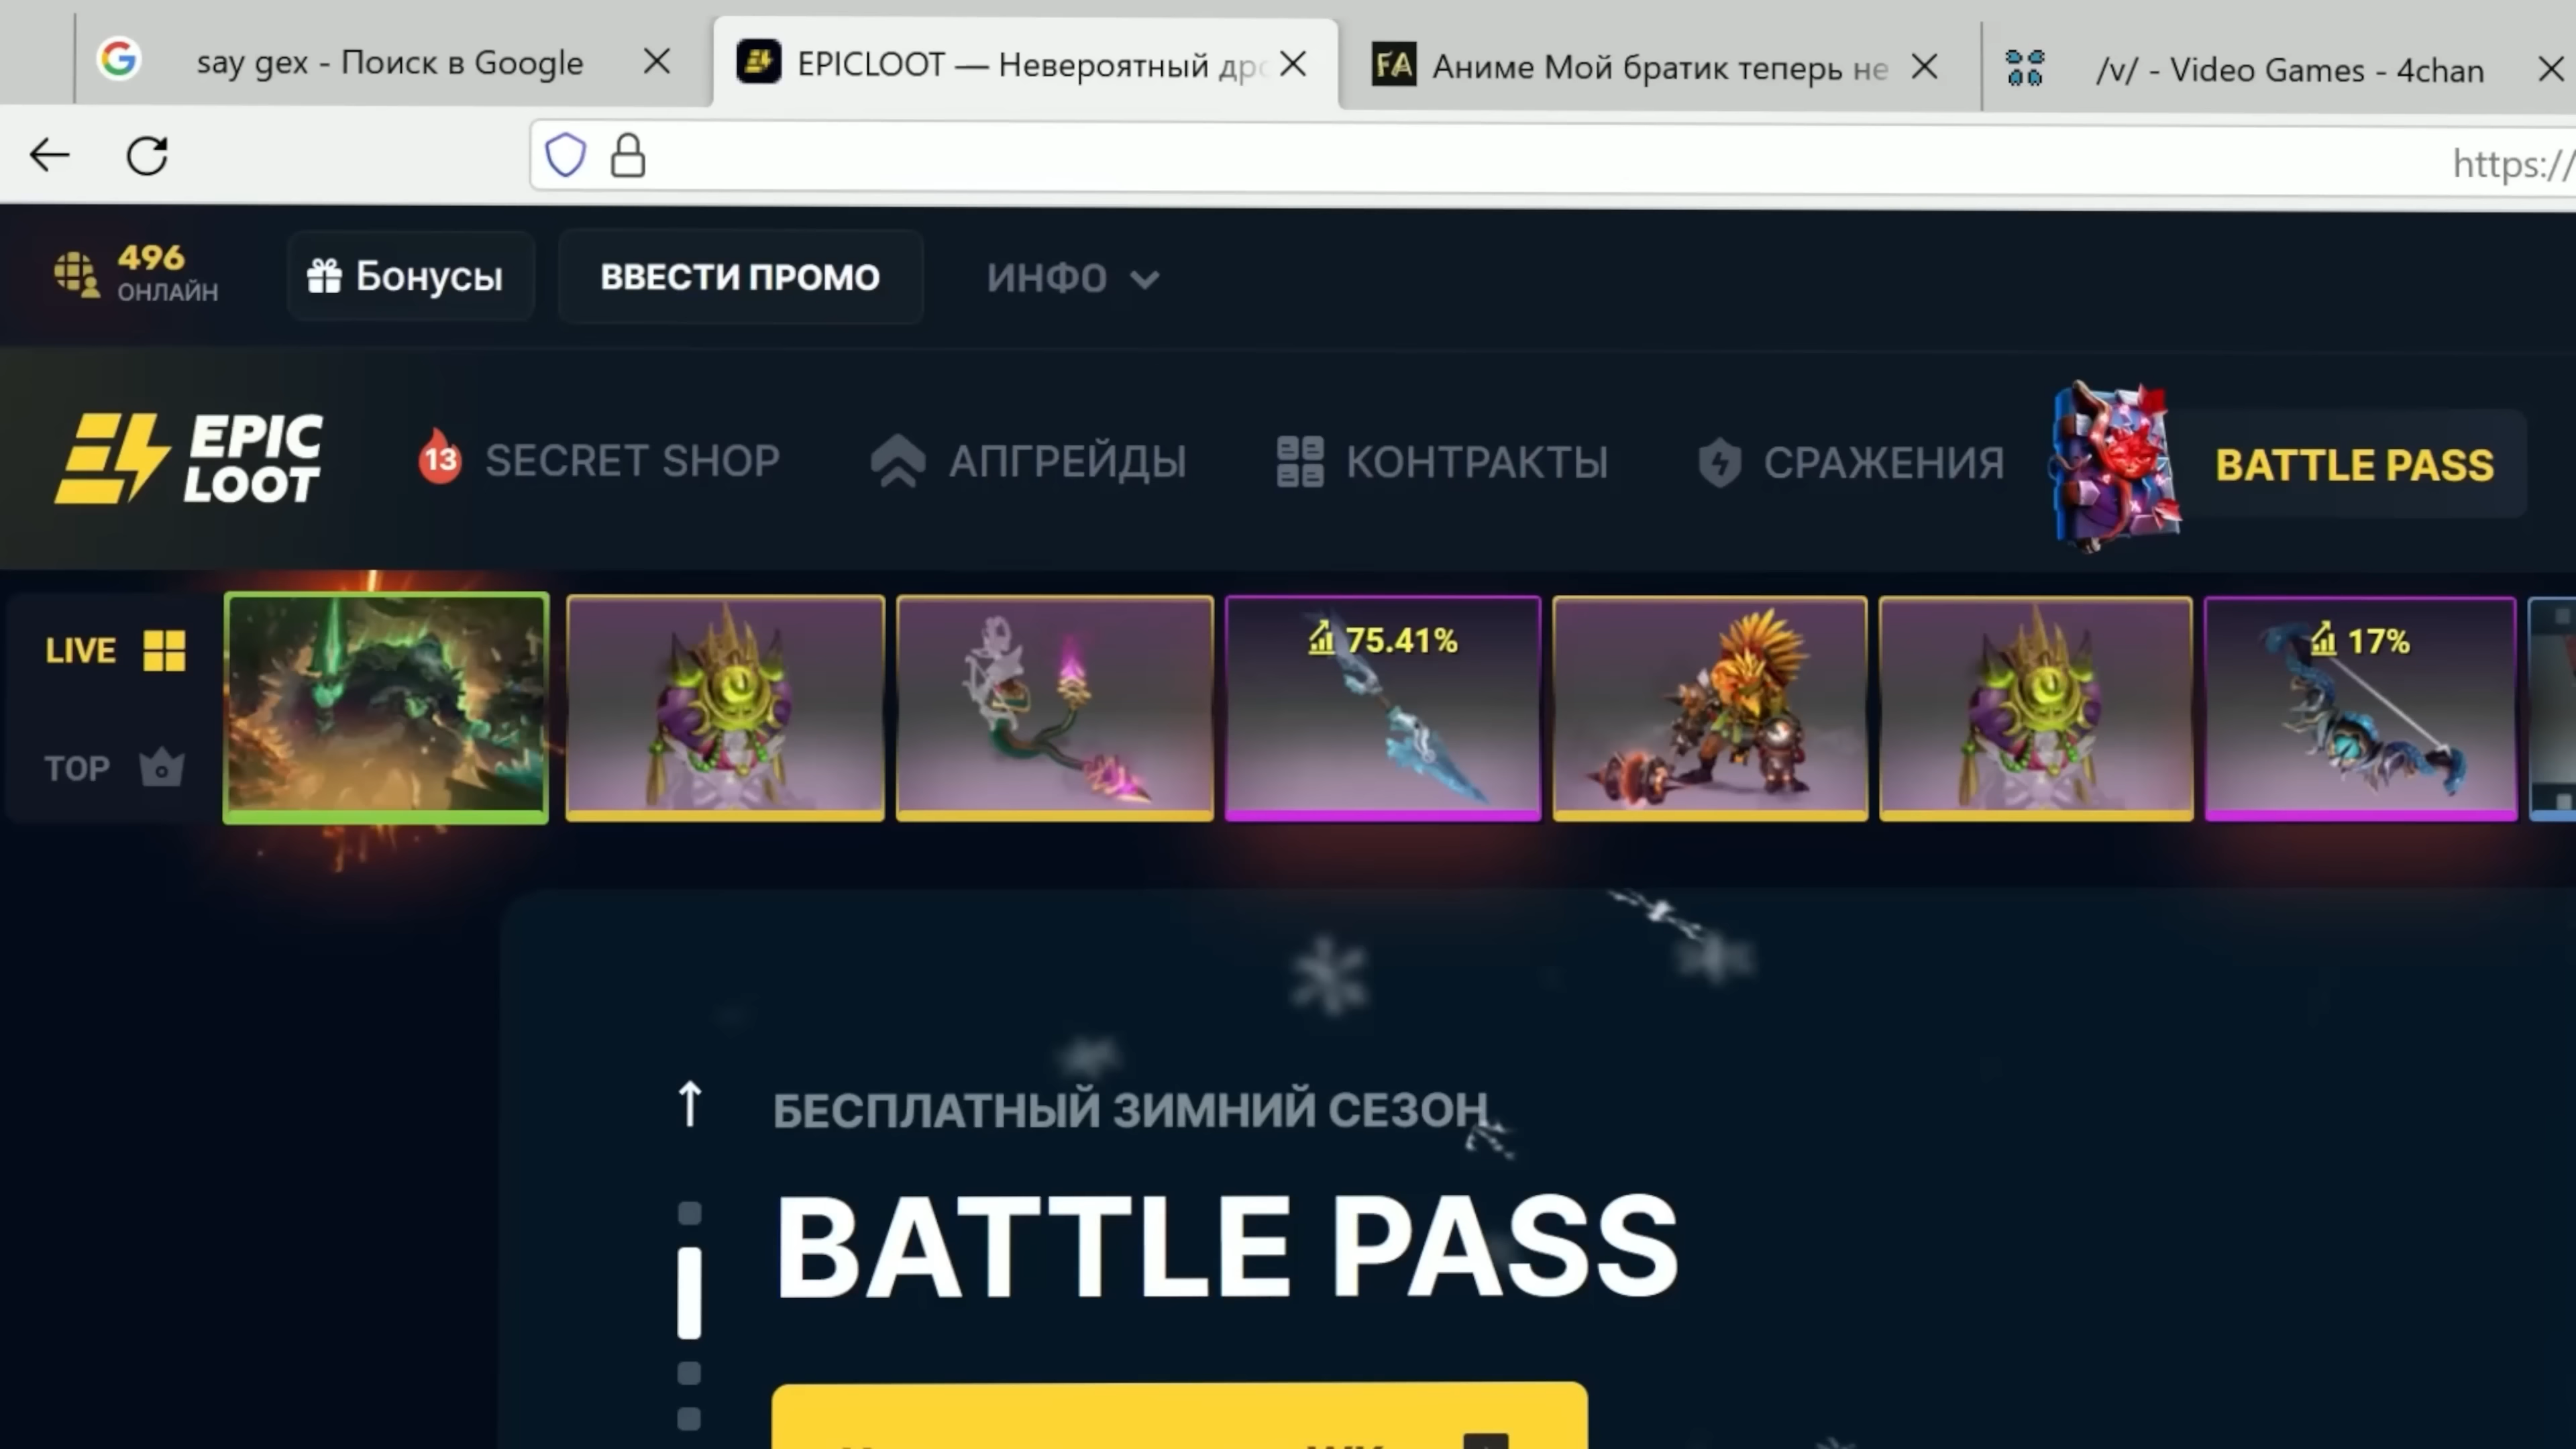 say gex - Поиск в Google
EPICLOOT — Невероятный
Аниме Мой братик теперь не
/v/ - Video Games - 4chan
https://
496
ОНЛАЙН
Бонусы
ВВЕСТИ ПРОМО
ИНФО
EPIC
LOOT
13
SECRET SHOP
АПГРЕЙДЫ
КОНТРАКТЫ
СРАЖЕНИЯ
BATTLE PASS
LIVE
TOP
75.41%
17%
БЕСПЛАТНЫЙ ЗИМНИЙ СЕЗОН
BATTLE PASS